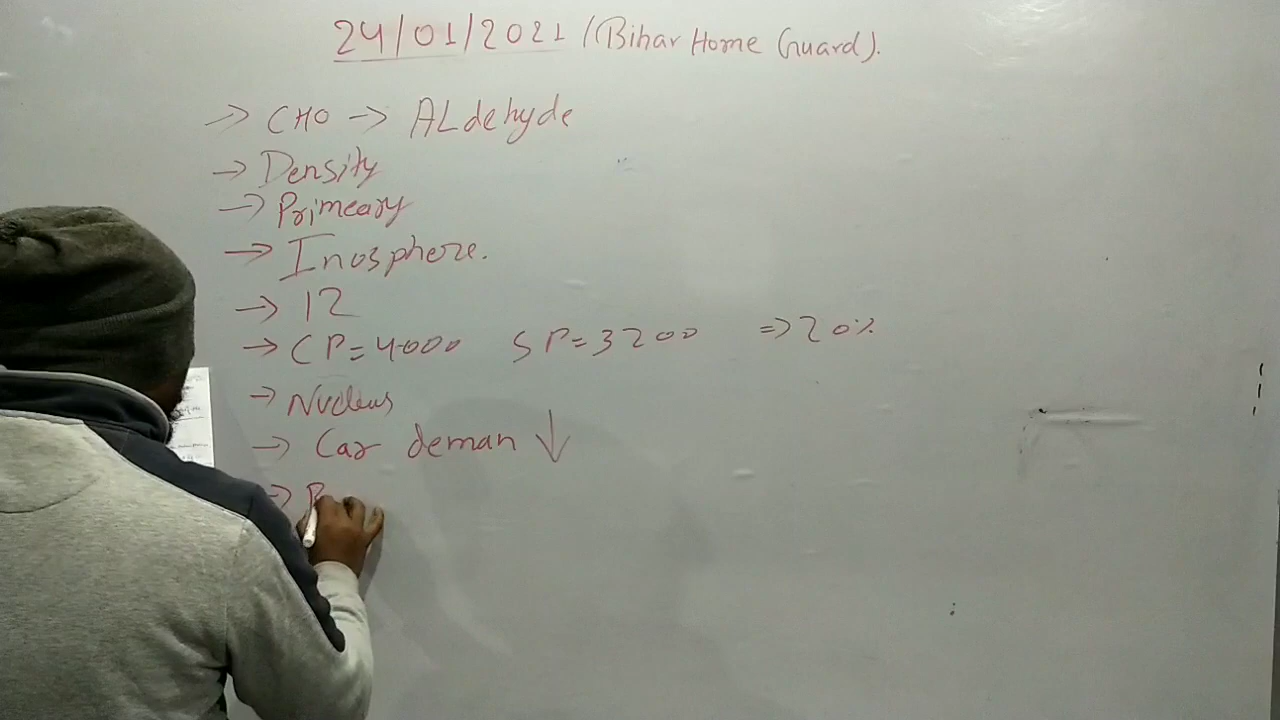 24/01/2021 (Bihar Home Guard).
→ CHO → ALdehyde
→ Density
→ Primeary
→ Inosphere.
→ 12
→ CP=4000 SP=3200 ⇒ 20%
→ Nucleus
→ Car deman ↓
→